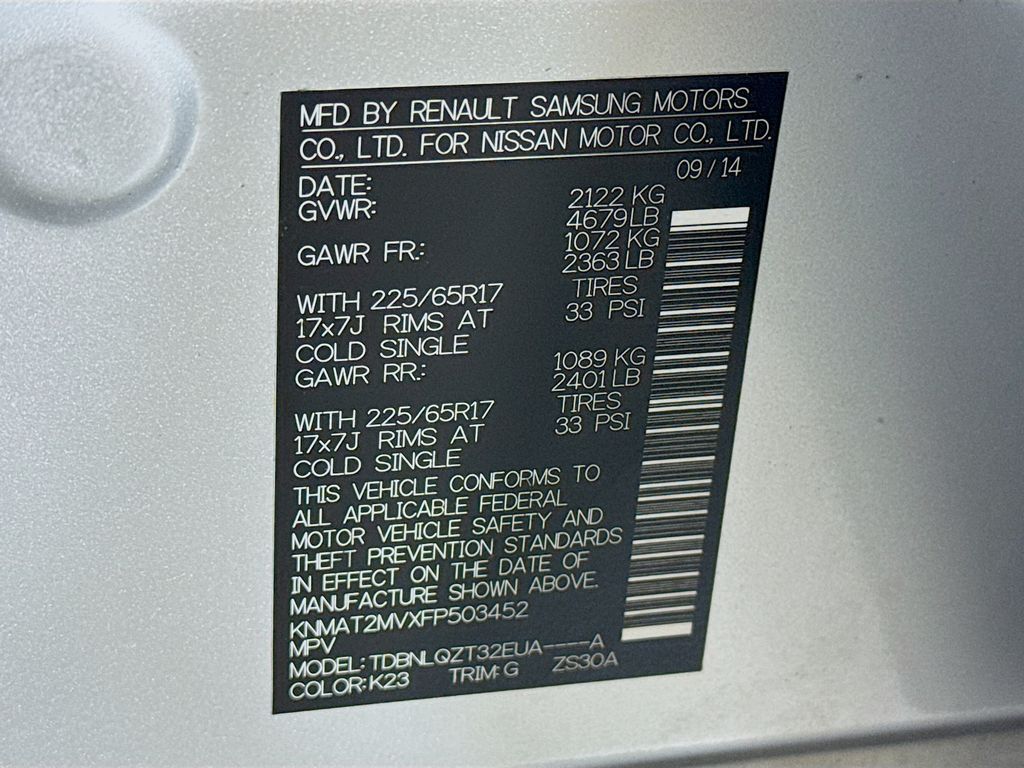 MFD BY RENAULT SAMSUNG MOTORS
CO., LTD. FOR NISSAN MOTOR CO., LTD.
DATE: 09/14
GVWR: 2122 KG
4679 LB
GAWR FR.: 1072 KG
2363 LB
WITH 225/65R17 TIRES
17x7J RIMS AT 33 PSI
COLD SINGLE
GAWR RR.: 1089 KG
2401 LB
WITH 225/65R17 TIRES
17x7J RIMS AT 33 PSI
COLD SINGLE
THIS VEHICLE CONFORMS TO
ALL APPLICABLE FEDERAL
MOTOR VEHICLE SAFETY AND
THEFT PREVENTION STANDARDS
IN EFFECT ON THE DATE OF
MANUFACTURE SHOWN ABOVE.
KNMAT2MVXFP503452
MPV
MODEL: TDBNLQZT32EUA----A
COLOR: K23 TRIM: G ZS30A